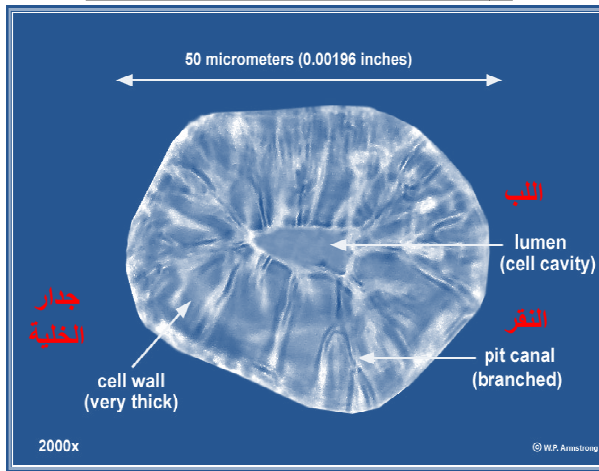 50 micrometers (0.00196 inches)
اللب
lumen
(cell cavity)
جدار
الخلية
النقر
pit canal
(branched)
cell wall
(very thick)
2000x
© W.P. Armstrong